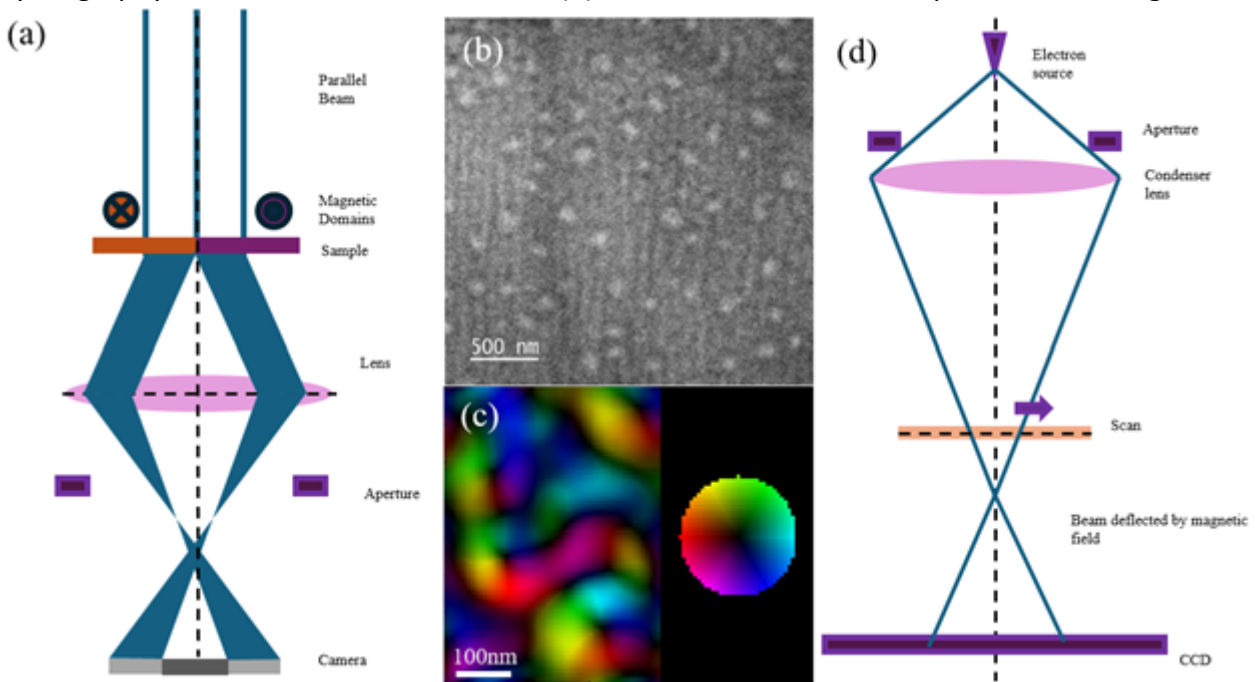 (a)
Parallel
Beam
Magnetic
Domains
Sample
Lens
Aperture
Camera
(b)
500 nm
(c)
100nm
(d)
Electron
source
Aperture
Condenser
lens
Scan
Beam deflected by magnetic
field
CCD